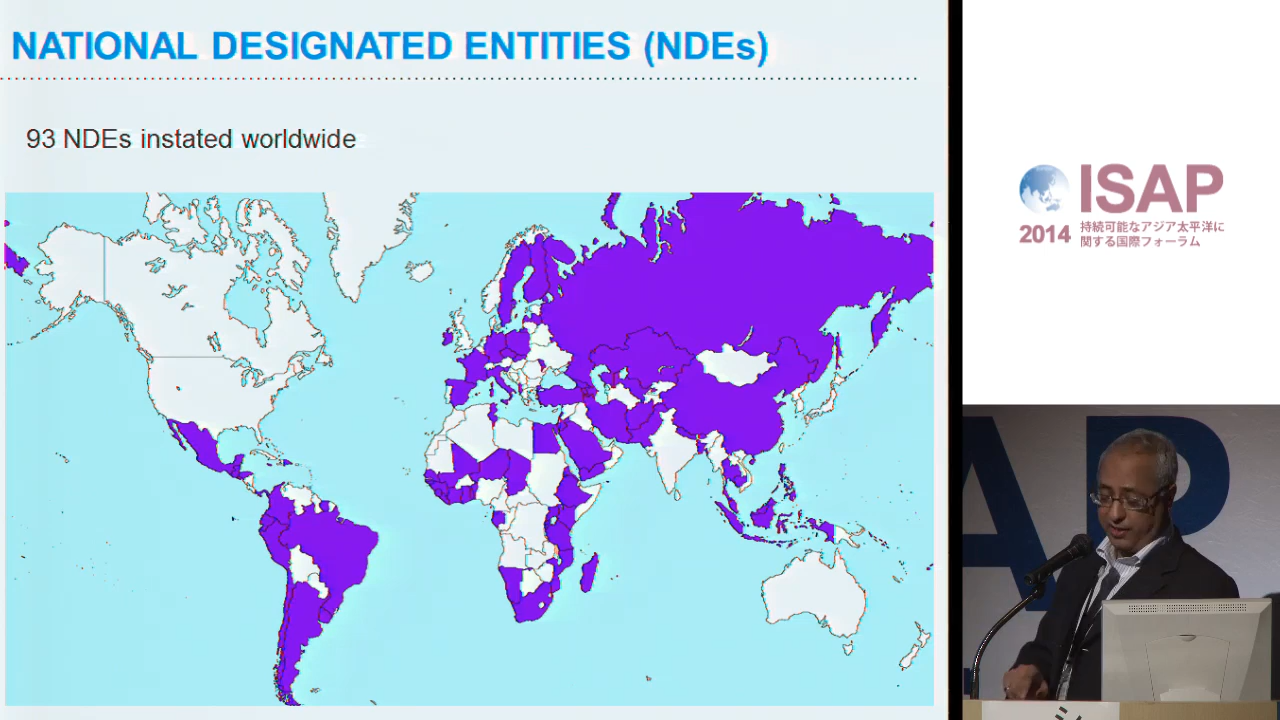 NATIONAL DESIGNATED ENTITIES (NDEs)
93 NDEs instated worldwide
ISAP
2014 持続可能なアジア太平洋に
関する国際フォーラム
AP